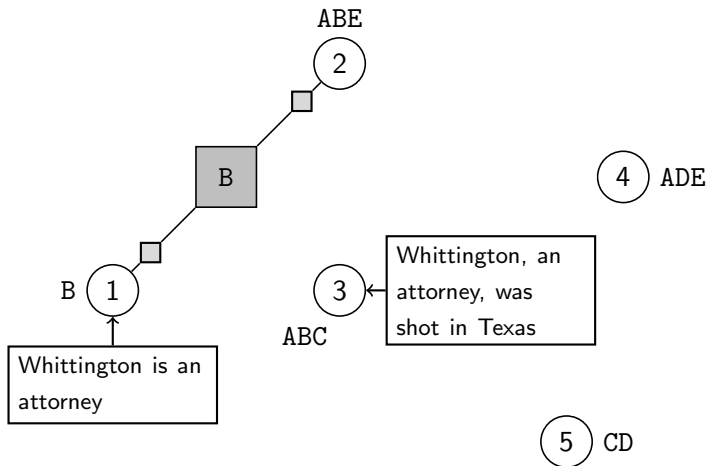 ABE
2
B
4 ADE
B 1
3
Whittington, an
attorney, was
shot in Texas
ABC
Whittington is an
attorney
5 CD